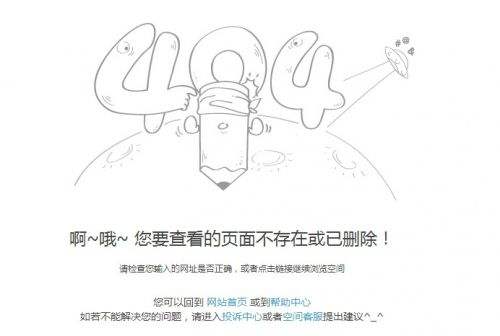 404
#@&
啊~哦~ 您要查看的页面不存在或已删除！
请检查您输入的网址是否正确，或者点击链接继续浏览空间
您可以回到 网站首页 或到帮助中心
如若不能解决您的问题，请进入投诉中心或者空间客服提出建议^_^